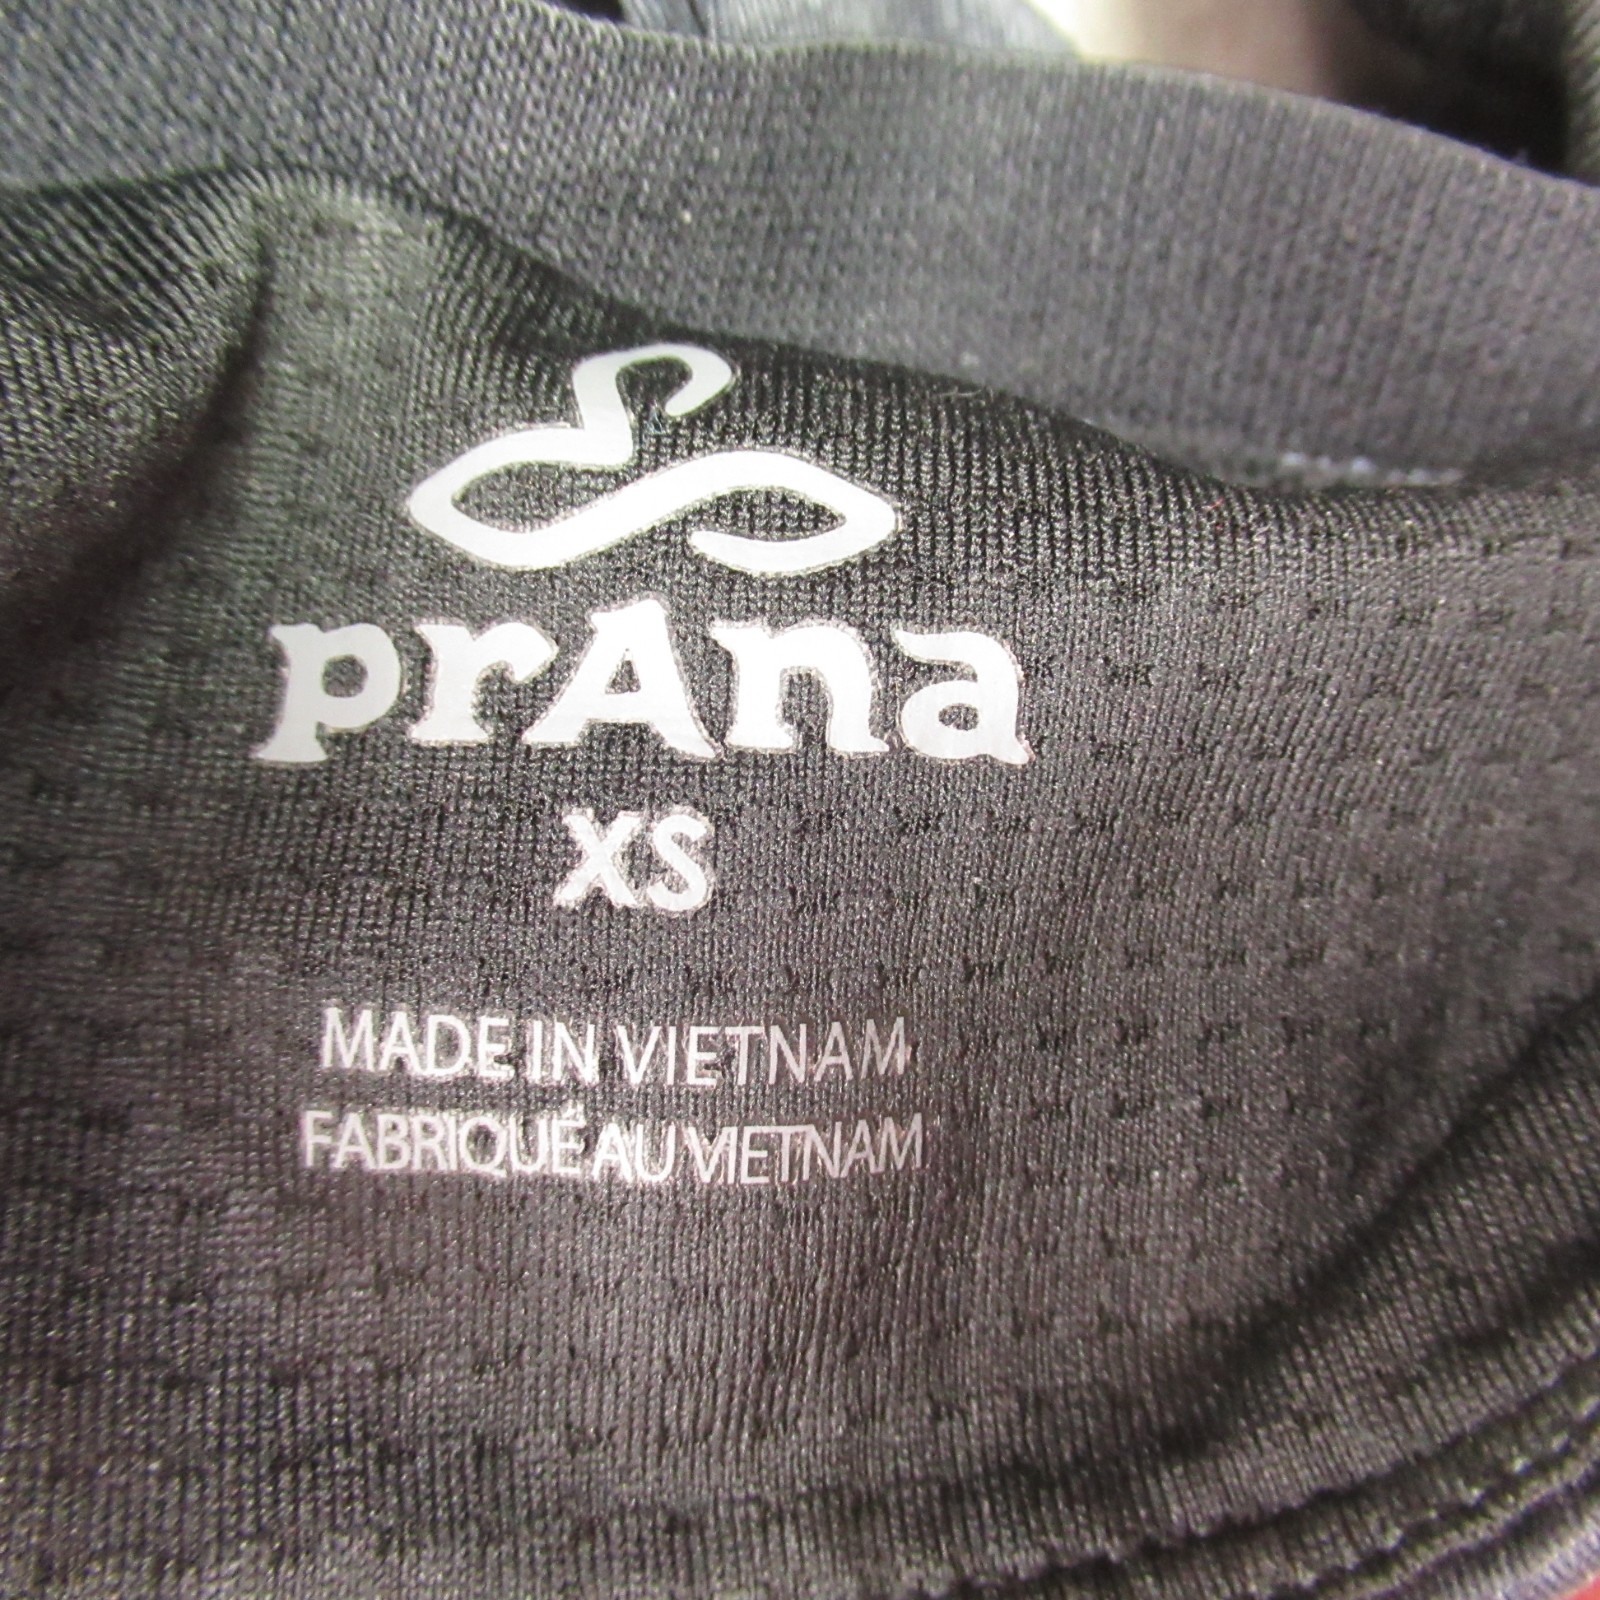 prAna
XS
MADE IN VIETNAM
FABRIQUÉ AU VIETNAM